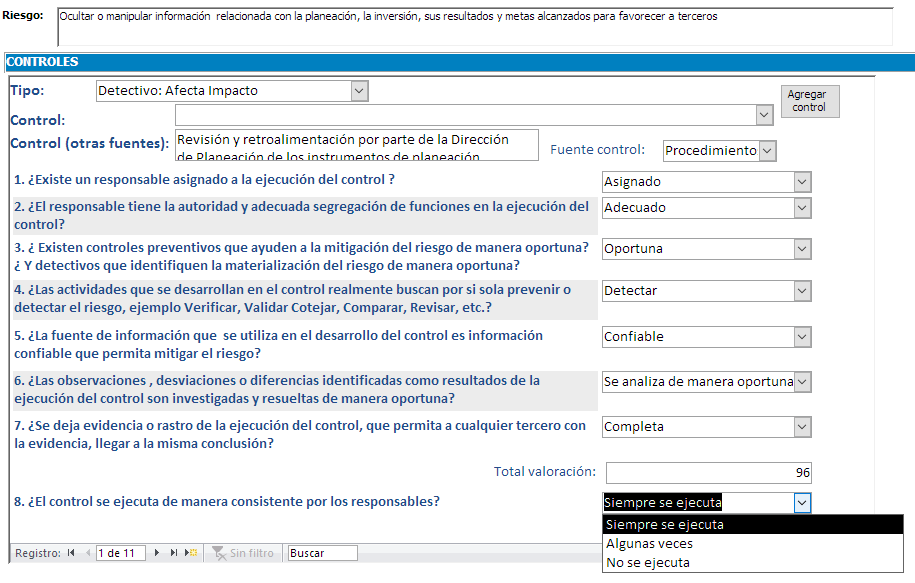 Riesgo: Ocultar o manipular información relacionada con la planeación, la inversión, sus resultados y metas alcanzados para favorecer a terceros
CONTROLES
Tipo: Detectivo: Afecta Impacto
Agregar
control
Control:
Control (otras fuentes): Revisión y retroalimentación por parte de la Dirección
de Planeación de los instrumentos de planeación
Fuente control: Procedimiento
1. ¿Existe un responsable asignado a la ejecución del control ? Asignado
2. ¿El responsable tiene la autoridad y adecuada segregación de funciones en la ejecución del
control?
Adecuado
3. ¿ Existen controles preventivos que ayuden a la mitigación del riesgo de manera oportuna?
¿ Y detectivos que identifiquen la materialización del riesgo de manera oportuna?
Oportuna
4. ¿Las actividades que se desarrollan en el control realmente buscan por si sola prevenir o
detectar el riesgo, ejemplo Verificar, Validar Cotejar, Comparar, Revisar, etc.?
Detectar
5. ¿La fuente de información que se utiliza en el desarrollo del control es información
confiable que permita mitigar el riesgo?
Confiable
6. ¿Las observaciones , desviaciones o diferencias identificadas como resultados de la
ejecución del control son investigadas y resueltas de manera oportuna?
Se analiza de manera oportuna
7. ¿Se deja evidencia o rastro de la ejecución del control, que permita a cualquier tercero con
la evidencia, llegar a la misma conclusión?
Completa
Total valoración: 96
8. ¿El control se ejecuta de manera consistente por los responsables? Siempre se ejecuta
Siempre se ejecuta
Algunas veces
No se ejecuta
Registro: 1 de 11 Sin filtro Buscar